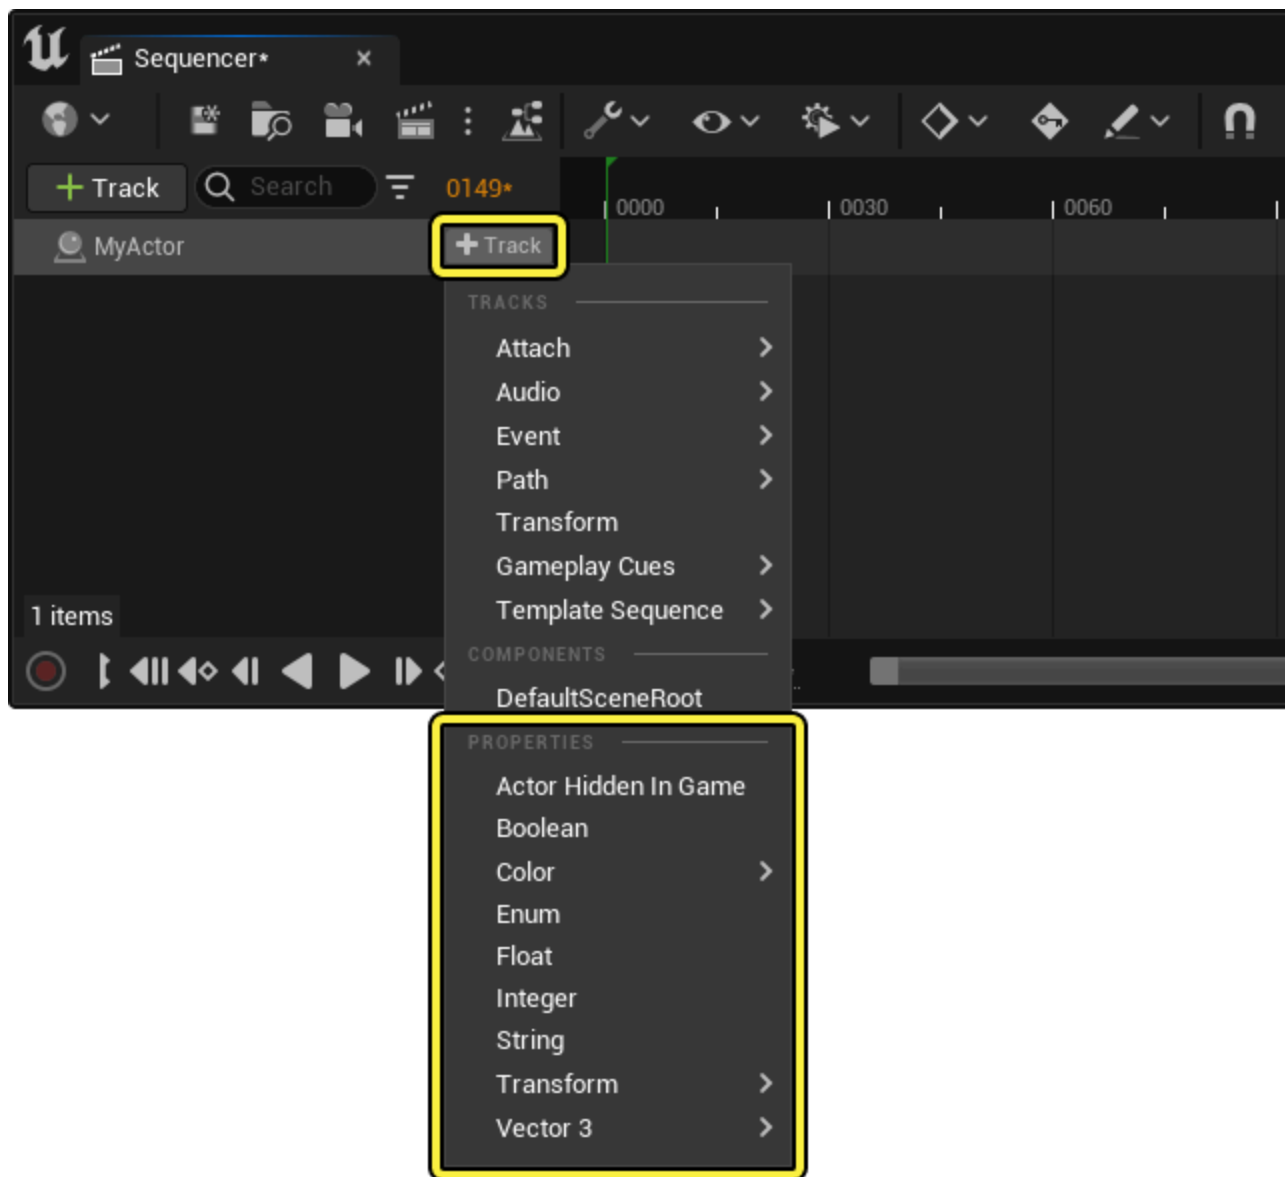 Sequencer*
+ Track Search 0149* 0000 0030 0060
MyActor + Track
TRACKS
Attach
Audio
Event
Path
Transform
Gameplay Cues
Template Sequence
1 items
COMPONENTS
DefaultSceneRoot
PROPERTIES
Actor Hidden In Game
Boolean
Color
Enum
Float
Integer
String
Transform
Vector 3